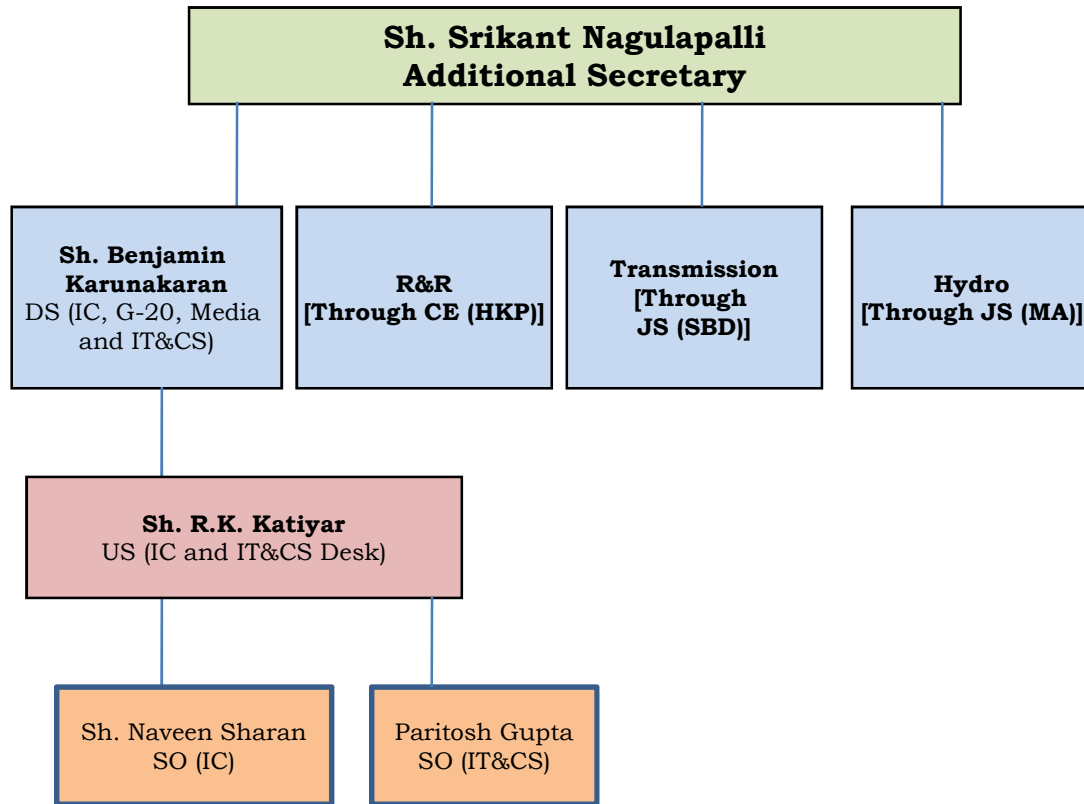 Sh. Srikant Nagulapalli
Additional Secretary
Sh. Benjamin
Karunakaran
DS (IC, G-20, Media
and IT&CS)
R&R
[Through CE (HKP)]
Transmission
[Through
JS (SBD)]
Hydro
[Through JS (MA)]
Sh. R.K. Katiyar
US (IC and IT&CS Desk)
Sh. Naveen Sharan
SO (IC)
Paritosh Gupta
SO (IT&CS)